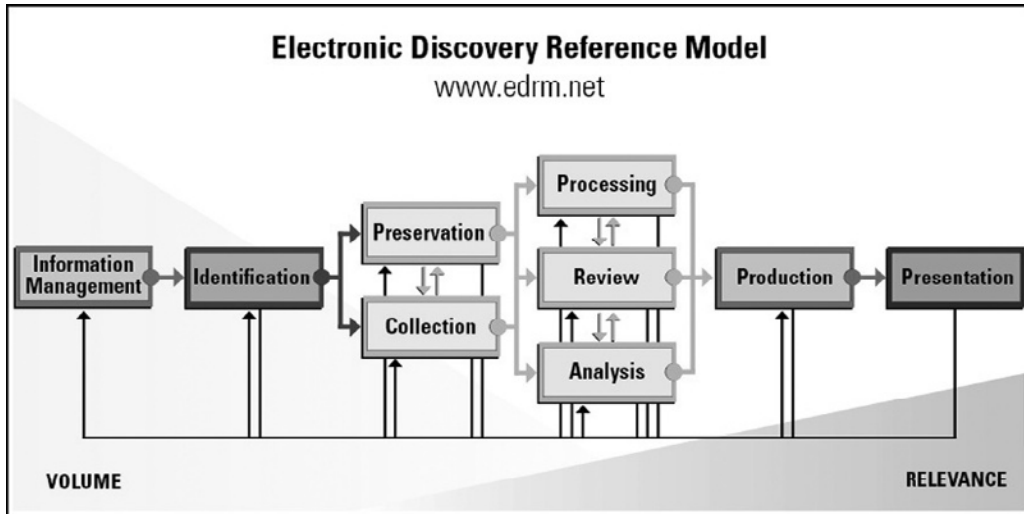 Electronic Discovery Reference Model
www.edrm.net
Information
Management
Identification
Preservation
Collection
Processing
Review
Analysis
Production
Presentation
VOLUME
RELEVANCE